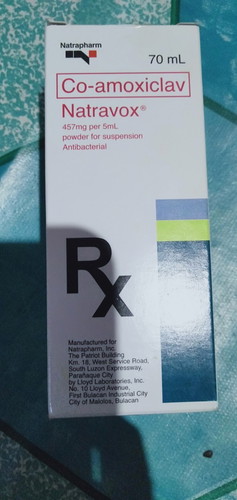 Natrapharm
70 mL
Co-amoxiclav
Natravox®
457mg per 5mL
powder for suspension
Antibacterial
Rx
Manufactured for
Natrapharm, Inc.
The Patriot Building
Km. 18, West Service Road,
South Luzon Expressway,
Parañaque City
by Lloyd Laboratories, Inc.
No. 10 Lloyd Avenue,
First Bulacan Industrial City
City of Malolos, Bulacan